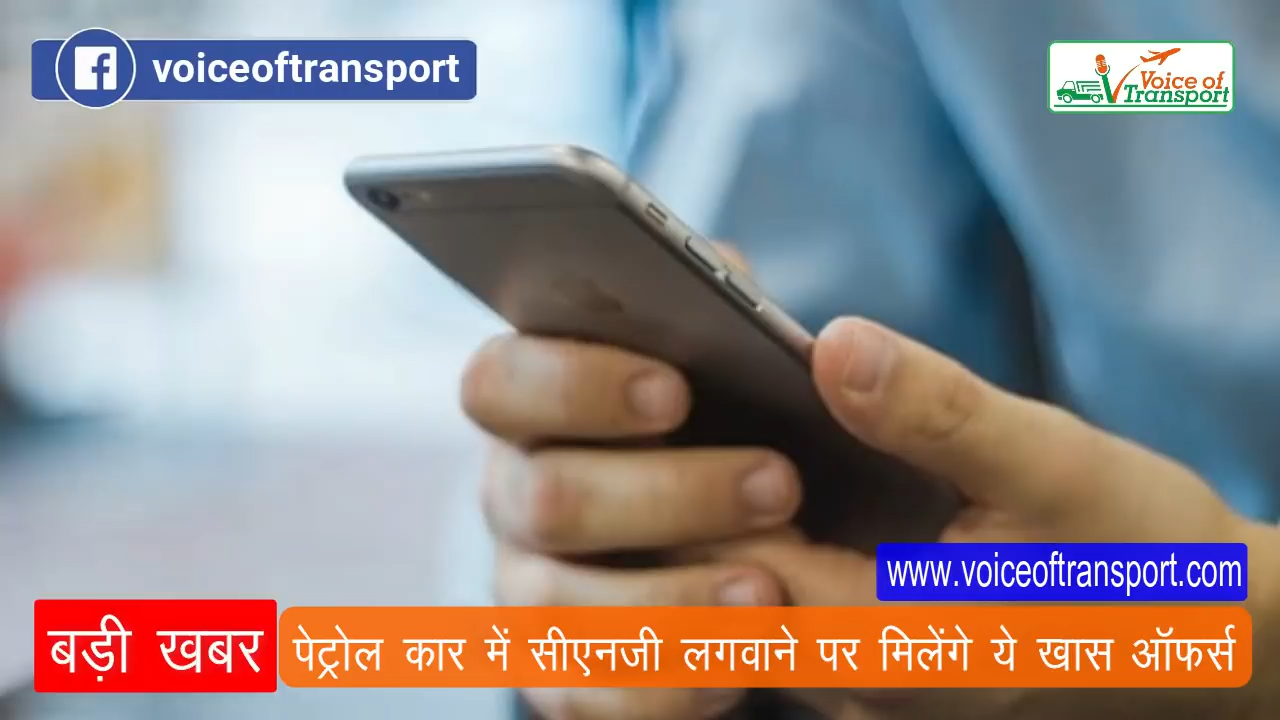 voiceoftransport
Voice of
Transport
www.voiceoftransport.com
बड़ी खबर
पेट्रोल कार में सीएनजी लगवाने पर मिलेंगे ये खास ऑफर्स